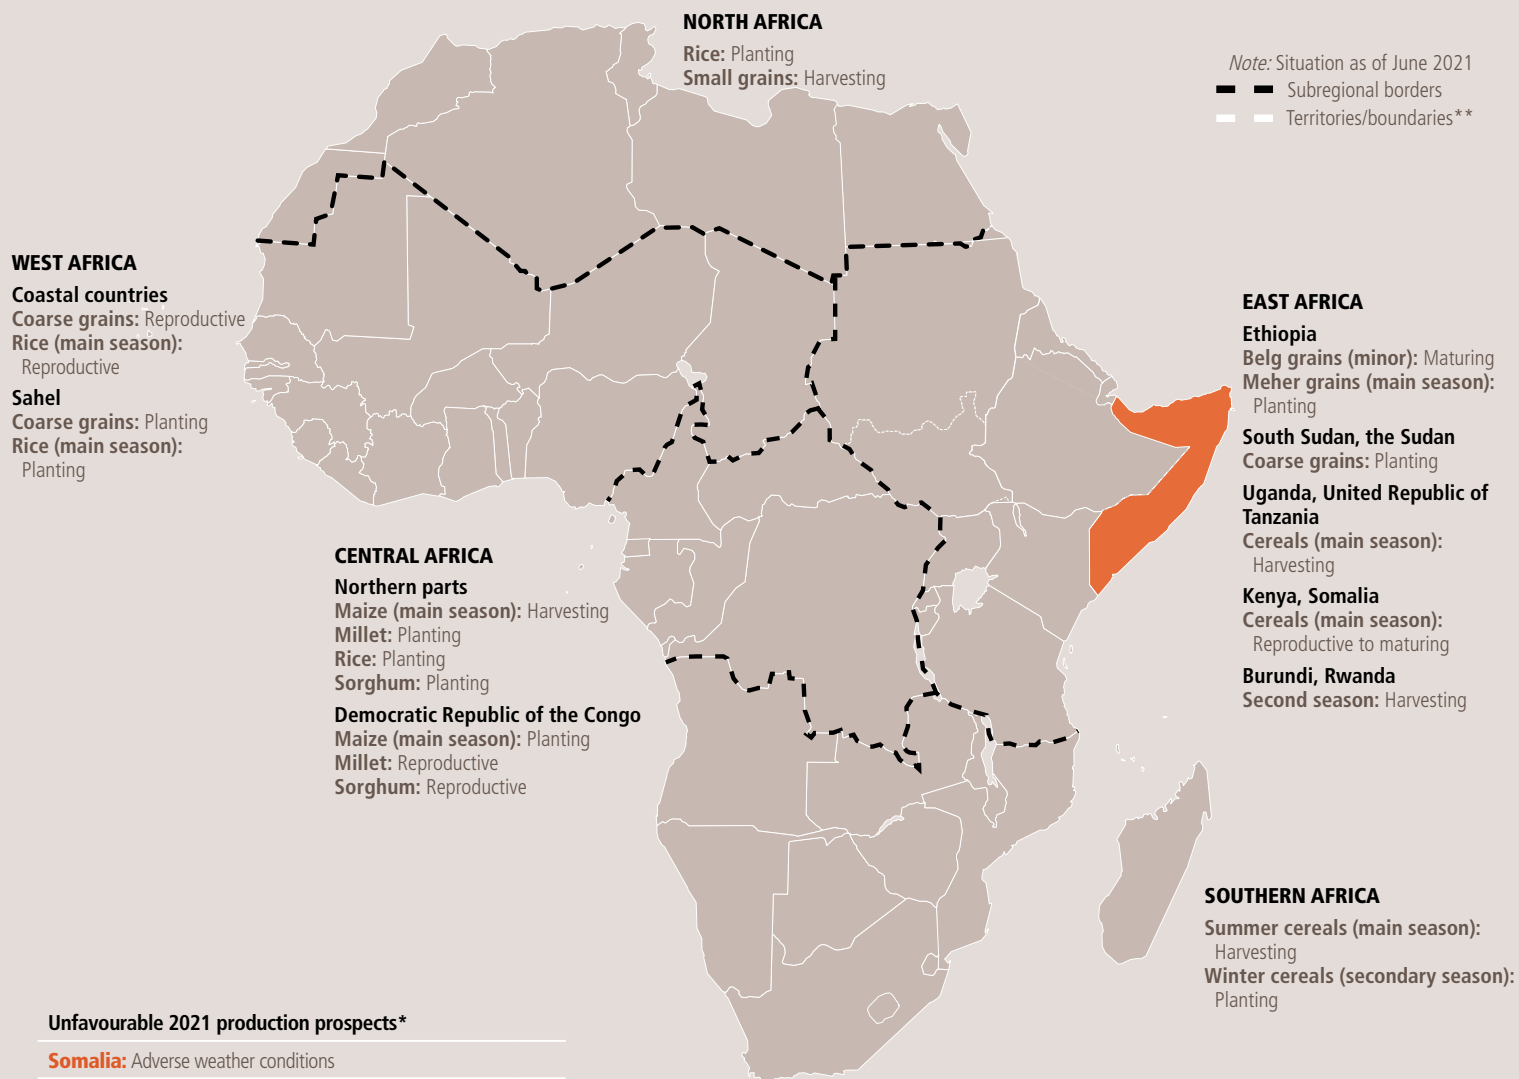 NORTH AFRICA
Rice: Planting
Small grains: Harvesting
Note: Situation as of June 2021
Subregional borders
Territories/boundaries**
WEST AFRICA
Coastal countries
Coarse grains: Reproductive
Rice (main season):
Reproductive
Sahel
Coarse grains: Planting
Rice (main season):
Planting
EAST AFRICA
Ethiopia
Belg grains (minor): Maturing
Meher grains (main season):
Planting
South Sudan, the Sudan
Coarse grains: Planting
Uganda, United Republic of
Tanzania
Cereals (main season):
Harvesting
Kenya, Somalia
Cereals (main season):
Reproductive to maturing
Burundi, Rwanda
Second season: Harvesting
CENTRAL AFRICA
Northern parts
Maize (main season): Harvesting
Millet: Planting
Rice: Planting
Sorghum: Planting
Democratic Republic of the Congo
Maize (main season): Planting
Millet: Reproductive
Sorghum: Reproductive
SOUTHERN AFRICA
Summer cereals (main season):
Harvesting
Winter cereals (secondary season):
Planting
Unfavourable 2021 production prospects*
Somalia: Adverse weather conditions